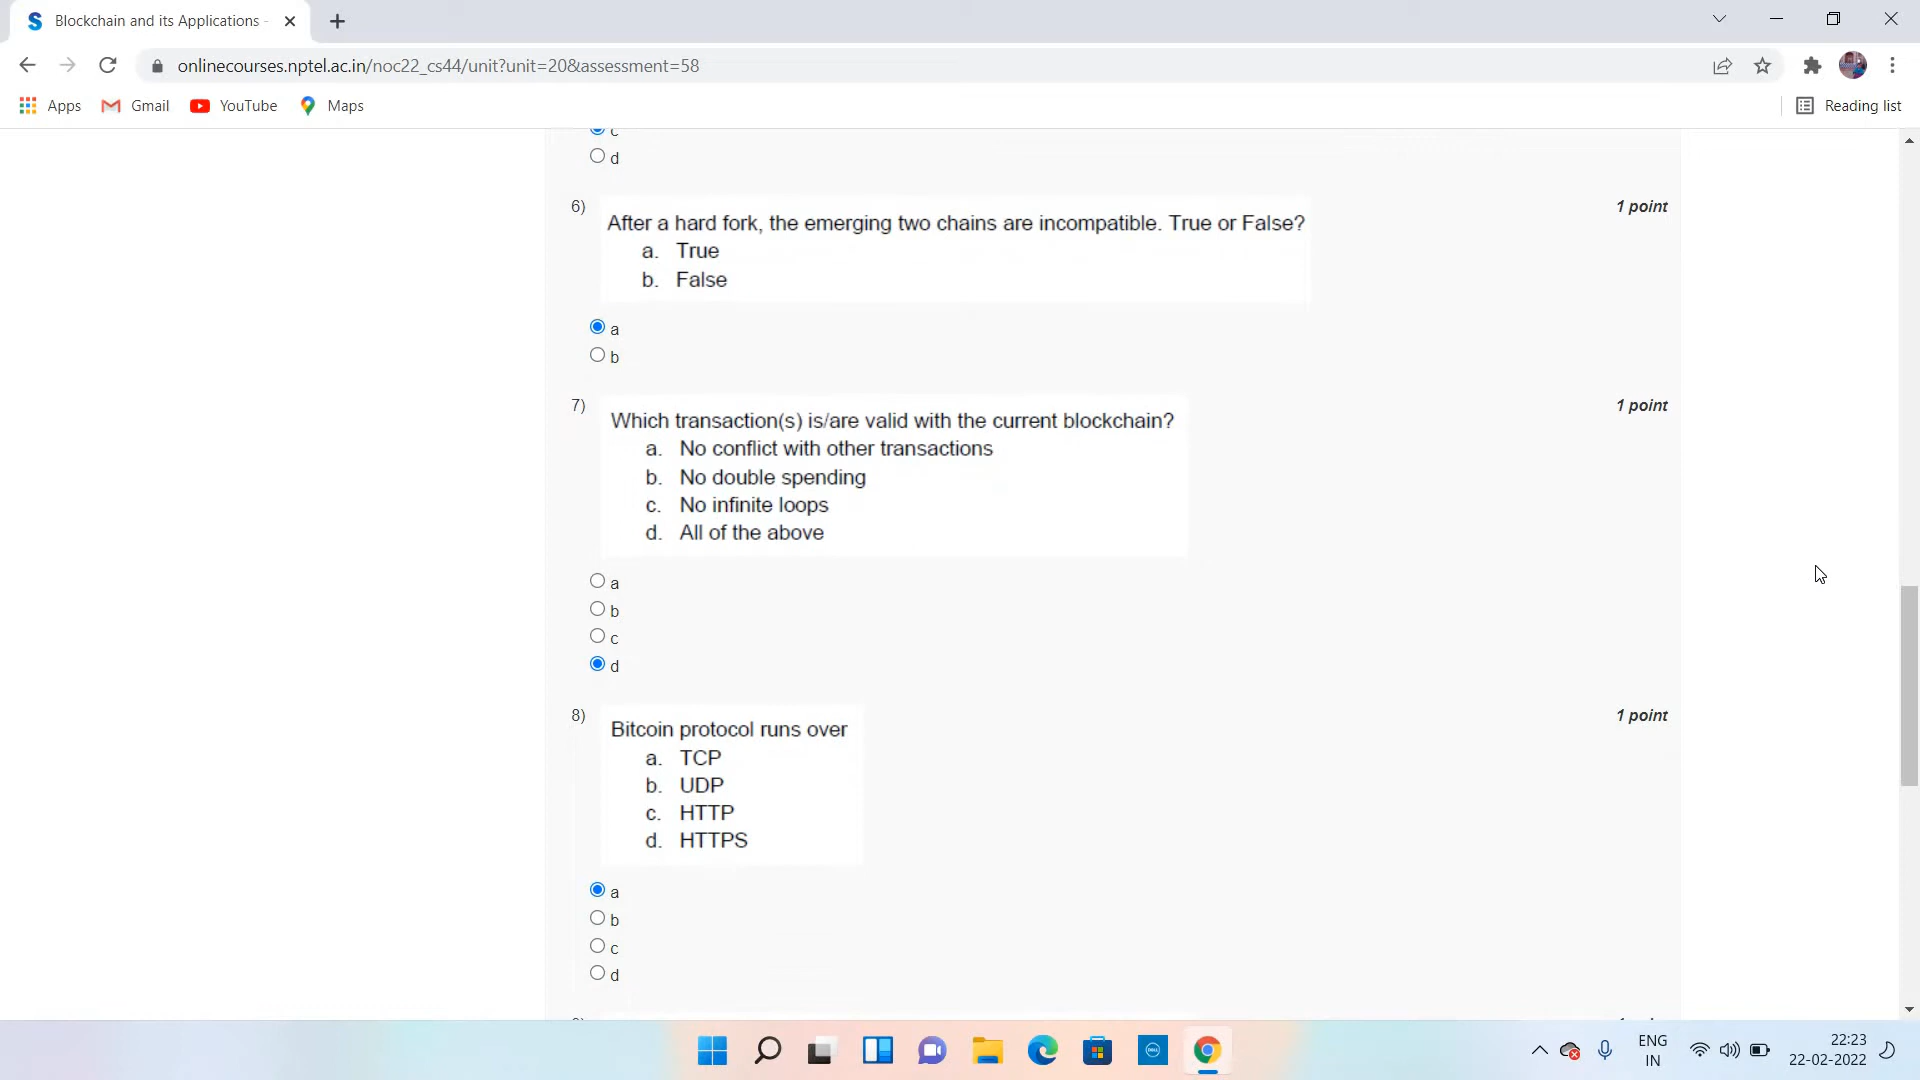 Blockchain and its Applications -
onlinecourses.nptel.ac.in/noc22_cs44/unit?unit=20&assessment=58
Apps Gmail YouTube Maps Reading list
c
d
6) After a hard fork, the emerging two chains are incompatible. True or False? 1 point
a. True
b. False
a
b
7) Which transaction(s) is/are valid with the current blockchain? 1 point
a. No conflict with other transactions
b. No double spending
c. No infinite loops
d. All of the above
a
b
c
d
8) Bitcoin protocol runs over 1 point
a. TCP
b. UDP
c. HTTP
d. HTTPS
a
b
c
d
ENG 22:23
IN 22-02-2022